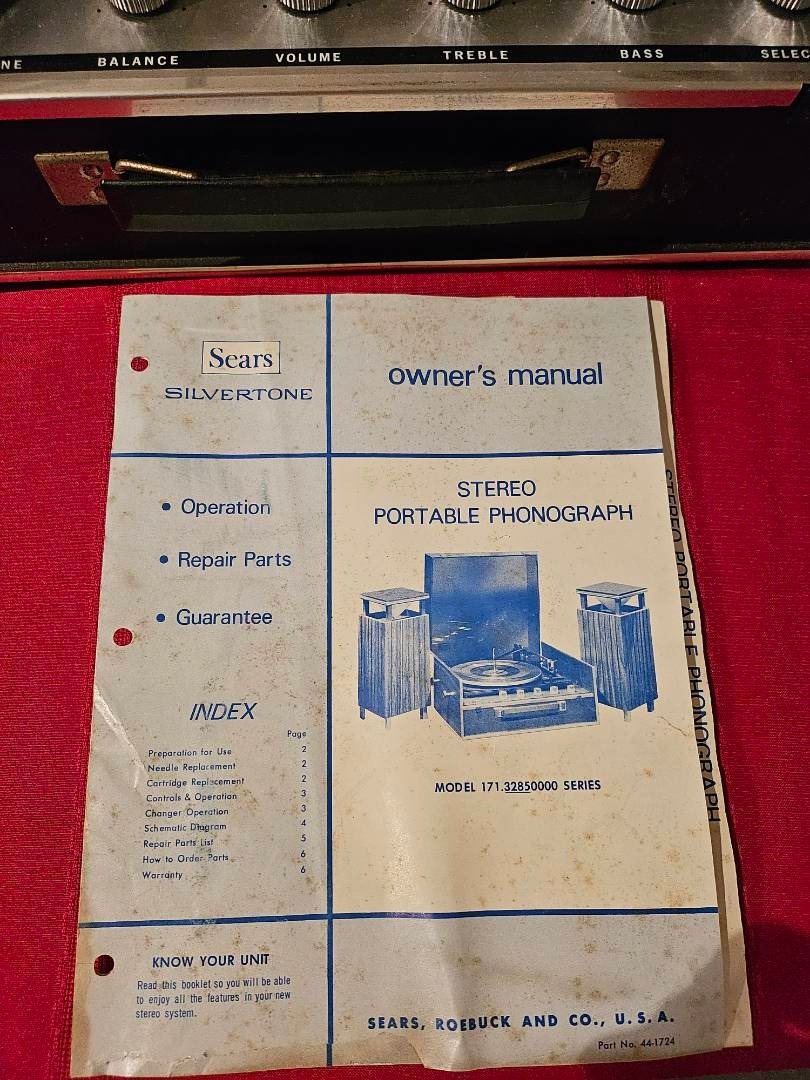 NE BALANCE VOLUME TREBLE BASS SELEC
Sears
SILVERTONE
owner's manual
• Operation
• Repair Parts
• Guarantee
INDEX
Page
Preparation for Use 2
Needle Replacement 2
Cartridge Replacement 2
Controls & Operation 3
Changer Operation 3
Schematic Diagram 4
Repair Parts List 5
How to Order Parts 6
Warranty 6
STEREO
PORTABLE PHONOGRAPH
MODEL 171.32850000 SERIES
KNOW YOUR UNIT
Read this booklet so you will be able
to enjoy all the features in your new
stereo system.
SEARS, ROEBUCK AND CO., U.S.A.
Part No. 44-1724
STEREO PORTABLE PHONOGRAPH